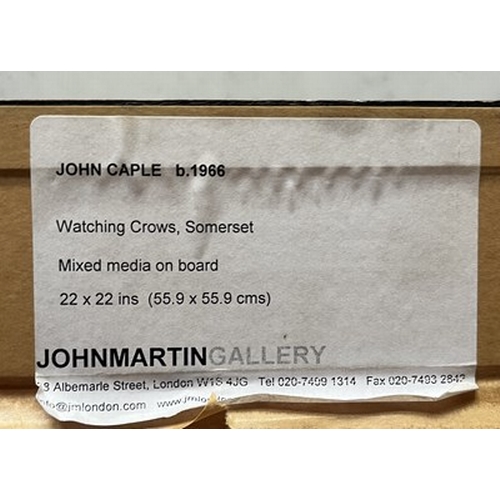 JOHN CAPLE b.1966
Watching Crows, Somerset
Mixed media on board
22 x 22 ins (55.9 x 55.9 cms)
JOHNMARTINGALLERY
Albemarle Street, London W1S 4JG Tel 020-7499 1314 Fax 020-7493 2842